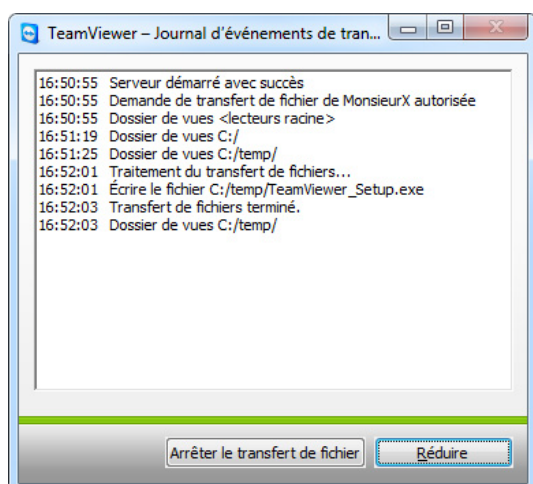 TeamViewer – Journal d'événements de tran...
16:50:55 Serveur démarré avec succès
16:50:55 Demande de transfert de fichier de MonsieurX autorisée
16:50:55 Dossier de vues <lecteurs racine>
16:51:19 Dossier de vues C:/
16:51:25 Dossier de vues C:/temp/
16:52:01 Traitement du transfert de fichiers...
16:52:01 Écrire le fichier C:/temp/TeamViewer_Setup.exe
16:52:03 Transfert de fichiers terminé.
16:52:03 Dossier de vues C:/temp/
Arrêter le transfert de fichier
Réduire